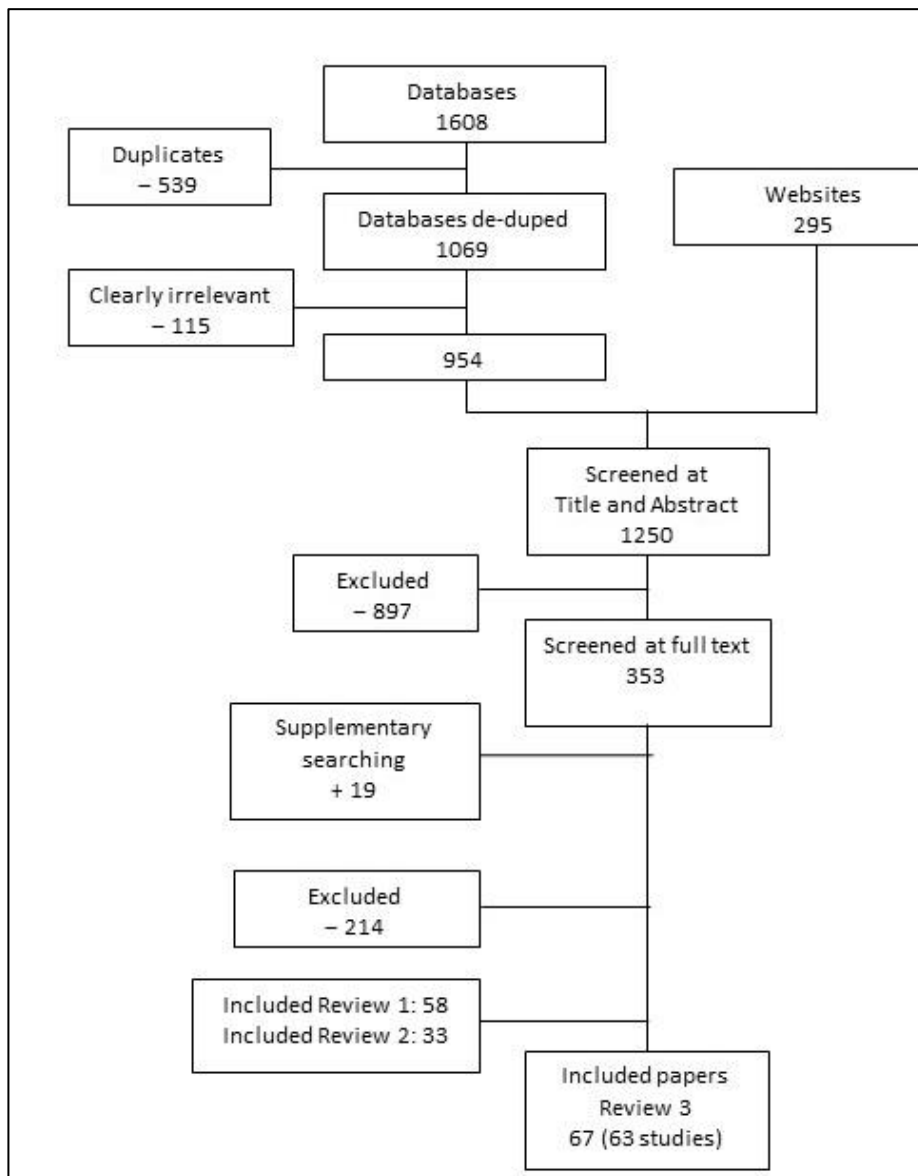 Databases
1608
Duplicates
– 539
Websites
295
Databases de-duped
1069
Clearly irrelevant
– 115
954
Screened at
Title and Abstract
1250
Excluded
– 897
Screened at full text
353
Supplementary
searching
+ 19
Excluded
– 214
Included Review 1: 58
Included Review 2: 33
Included papers
Review 3
67 (63 studies)